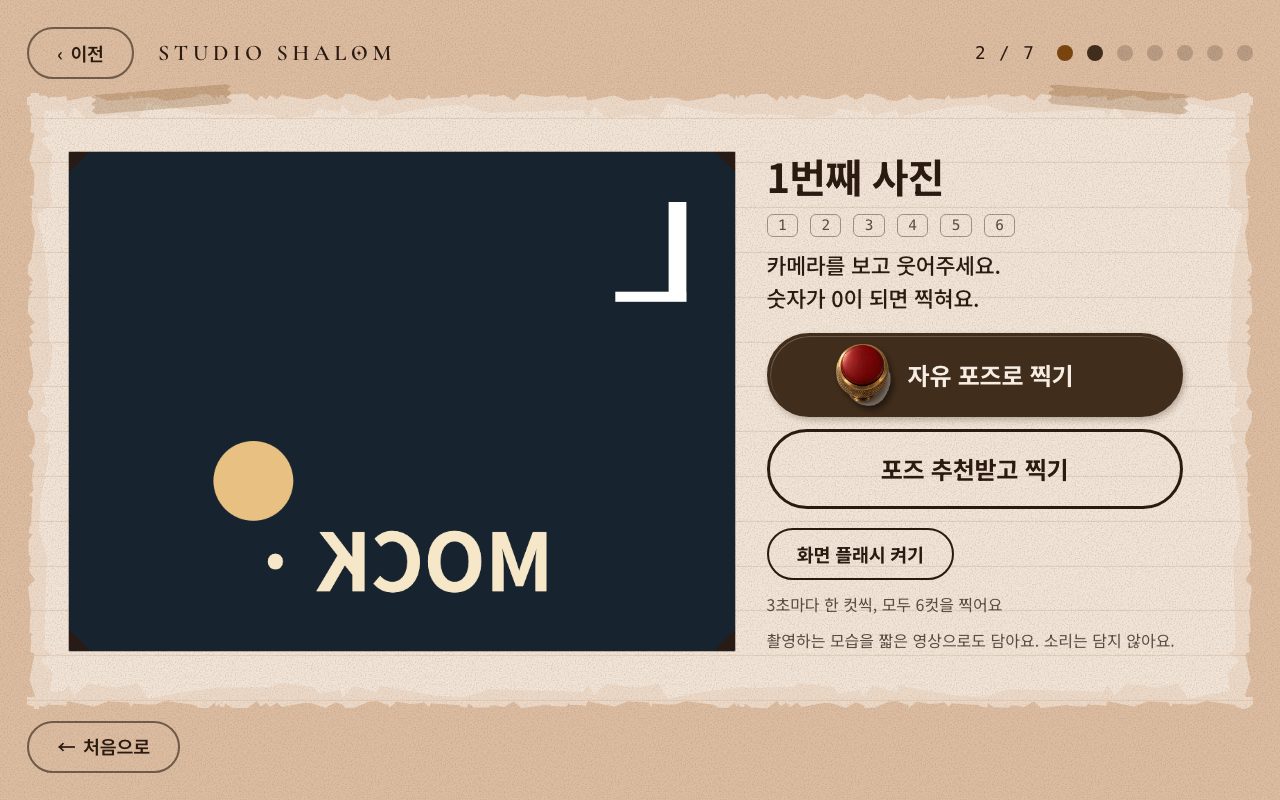 ‹ 이전
STUDIO SHALOM
2 / 7
1번째 사진
1 2 3 4 5 6
카메라를 보고 웃어주세요.
숫자가 0이 되면 찍혀요.
자유 포즈로 찍기
포즈 추천받고 찍기
화면 플래시 켜기
3초마다 한 컷씩, 모두 6컷을 찍어요
촬영하는 모습을 짧은 영상으로도 담아요. 소리는 담지 않아요.
MOCK ·
← 처음으로